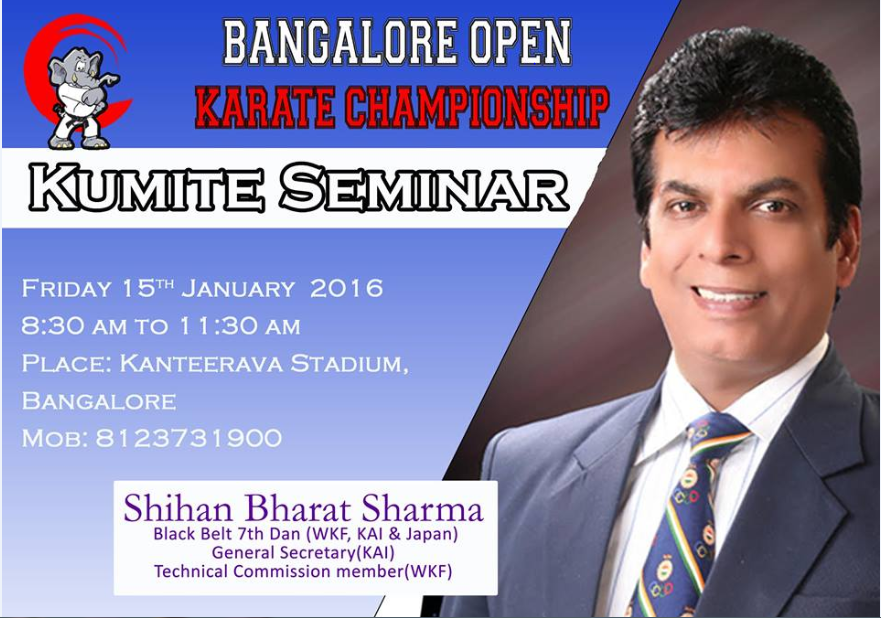 BANGALORE OPEN
KARATE CHAMPIONSHIP
KUMITE SEMINAR
FRIDAY 15TH JANUARY 2016
8:30 AM TO 11:30 AM
PLACE: KANTEERAVA STADIUM,
BANGALORE
MOB: 8123731900
Shihan Bharat Sharma
Black Belt 7th Dan (WKF, KAI & Japan)
General Secretary(KAI)
Technical Commission member(WKF)